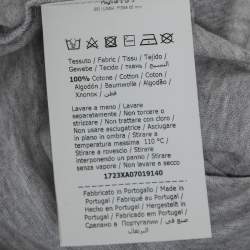 Tessuto / Fabric / Tissu / Tejido
Gewebe / Tecido / ткань / النسيج
100% Cotone / Cotton / Coton /
Algodón / Baumwolle / Algodão /
Хлопок / قطن
Lavare a meno / Lavare
separatamente / Non torcere o
strizzare / Non trattare con cloro /
Non usare asciugatrice / Asciugare
in piano in ombra / Stirare a
temperatura massima 110 °C /
Stirare a rovescio / Stirare
interponendo un panno / Stirare
senza vapore / Non lavare a secco
1723XA07019140
Fabbricato in Portogallo / Made in
Portugal / Fabriqué au Portugal /
Hecho en Portugal / Hergestellt in
Portugal / Fabricado em Portugal /
Сделано в ПОРТУГАЛИИ /
البرتغال